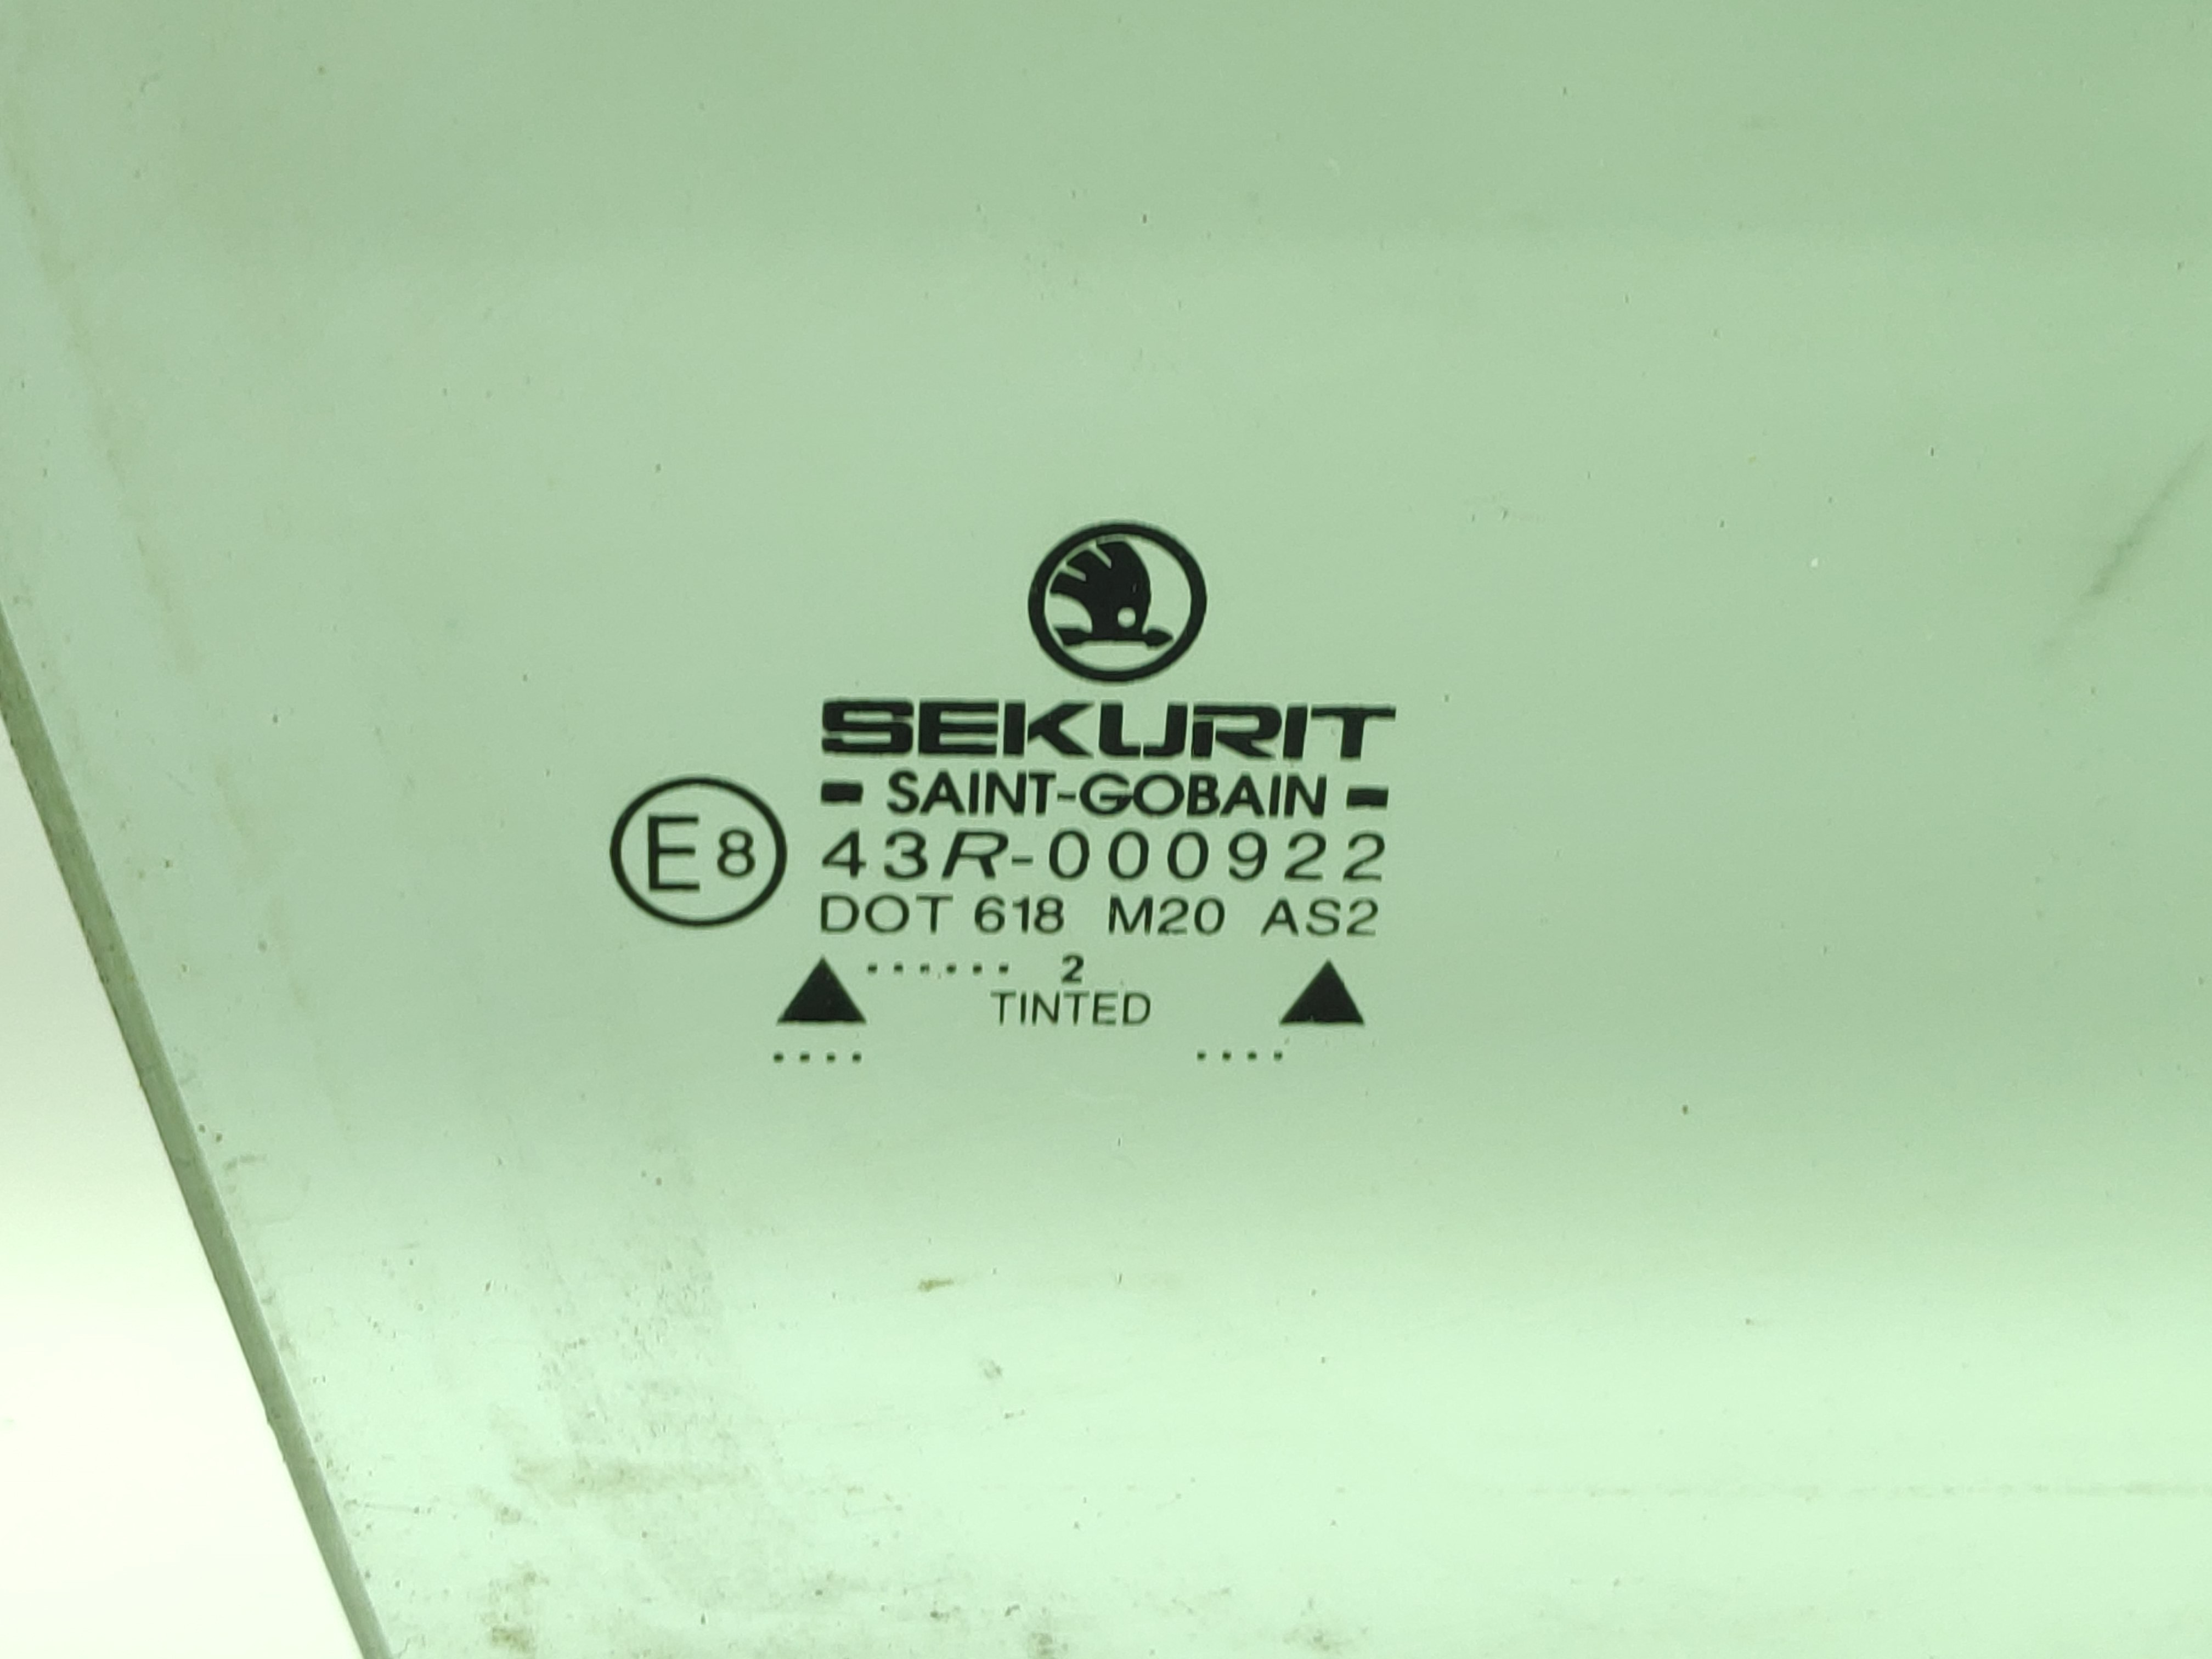 SEKURIT
- SAINT-GOBAIN -
E8 43R-000922
DOT 618 M20 AS2
...... 2
TINTED
.... ....